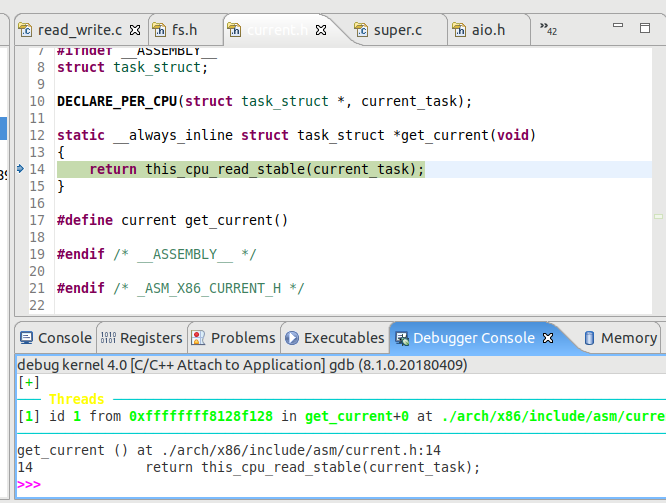 read_write.c fs.h current.h super.c aio.h »42
7 #ifndef __ASSEMBLY__
8 struct task_struct;
9
10 DECLARE_PER_CPU(struct task_struct *, current_task);
11
12 static __always_inline struct task_struct *get_current(void)
13 {
14 return this_cpu_read_stable(current_task);
15 }
16
17 #define current get_current()
18
19 #endif /* __ASSEMBLY__ */
20
21 #endif /* _ASM_X86_CURRENT_H */
22
Console Registers Problems Executables Debugger Console Memory
debug kernel 4.0 [C/C++ Attach to Application] gdb (8.1.0.20180409)
[+]
Threads
[1] id 1 from 0xffffffff8128f128 in get_current+0 at ./arch/x86/include/asm/curre
get_current () at ./arch/x86/include/asm/current.h:14
14 return this_cpu_read_stable(current_task);
>>>